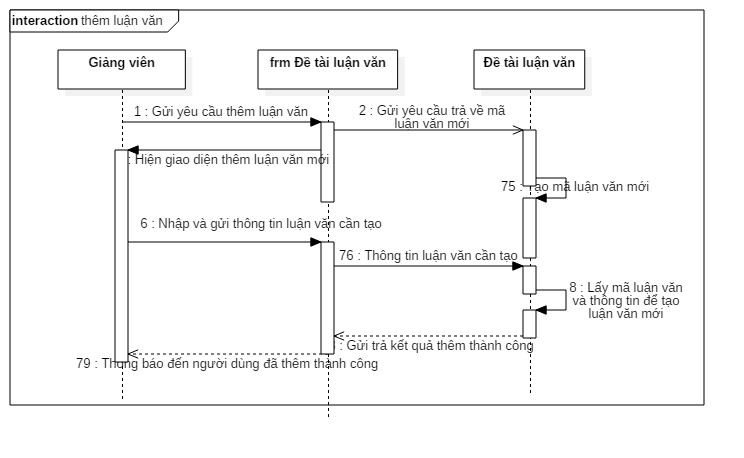 interaction thêm luận văn
Giảng viên
frm Đề tài luận văn
Đề tài luận văn
1 : Gửi yêu cầu thêm luận văn
2 : Gửi yêu cầu trả về mã
luận văn mới
: Hiện giao diện thêm luận văn mới
75 : Tạo mã luận văn mới
6 : Nhập và gửi thông tin luận văn cần tạo
76 : Thông tin luận văn cần tạo
8 : Lấy mã luận văn
và thông tin để tạo
luận văn mới
: Gửi trả kết quả thêm thành công
79 : Thông báo đến người dùng đã thêm thành công